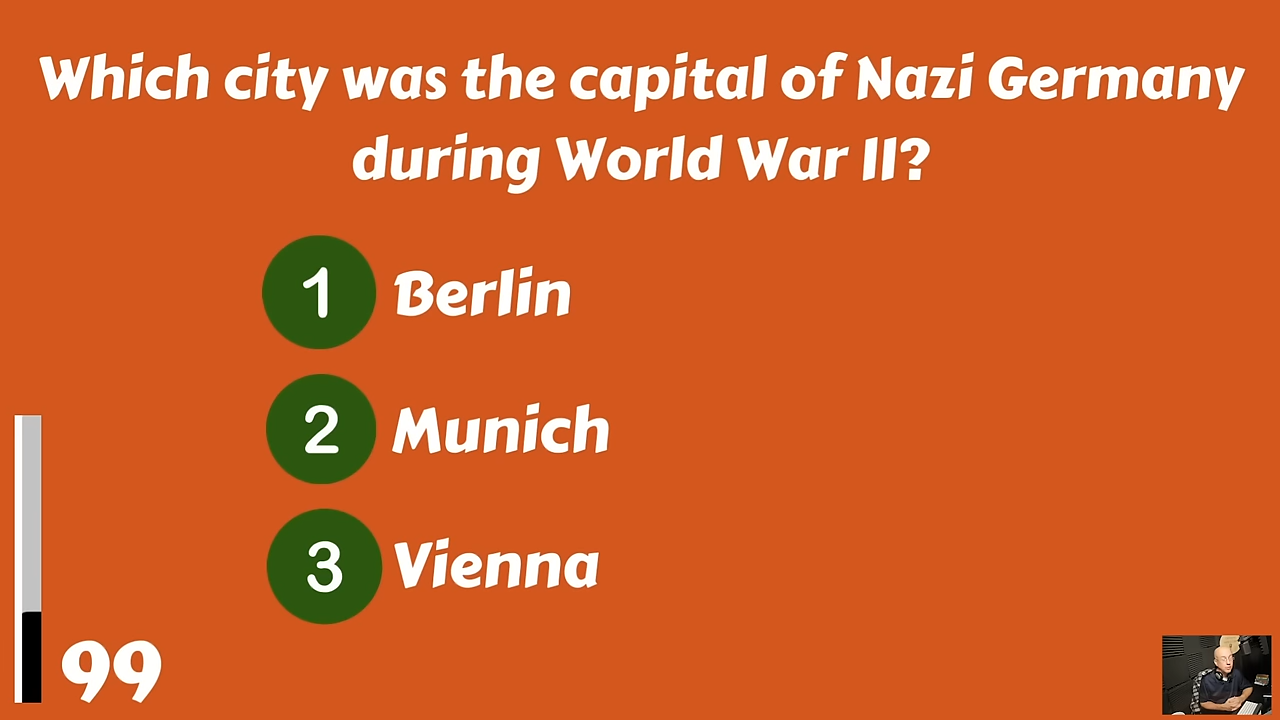 Which city was the capital of Nazi Germany
during World War II?
1 Berlin
2 Munich
3 Vienna
99